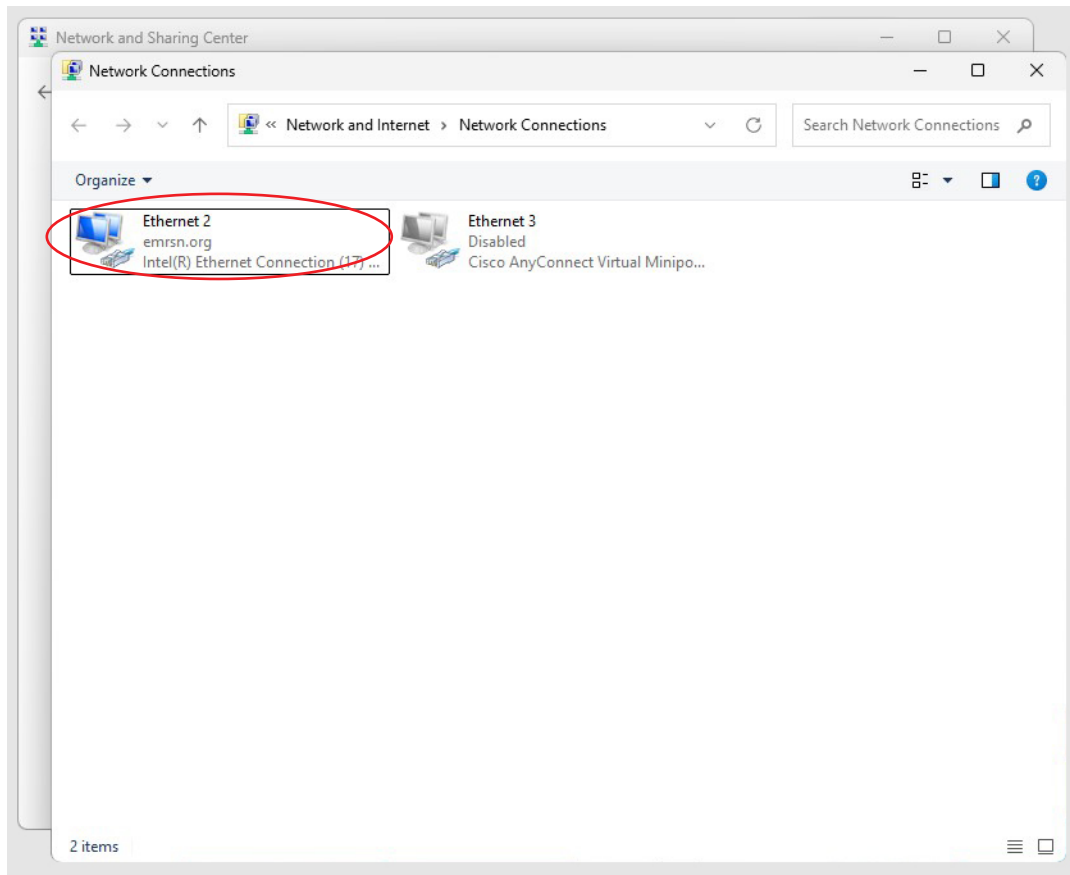 Network and Sharing Center
Network Connections
« Network and Internet › Network Connections
Search Network Connections
Organize
Ethernet 2
emrsn.org
Intel(R) Ethernet Connection (17) ...
Ethernet 3
Disabled
Cisco AnyConnect Virtual Minipo...
2 items